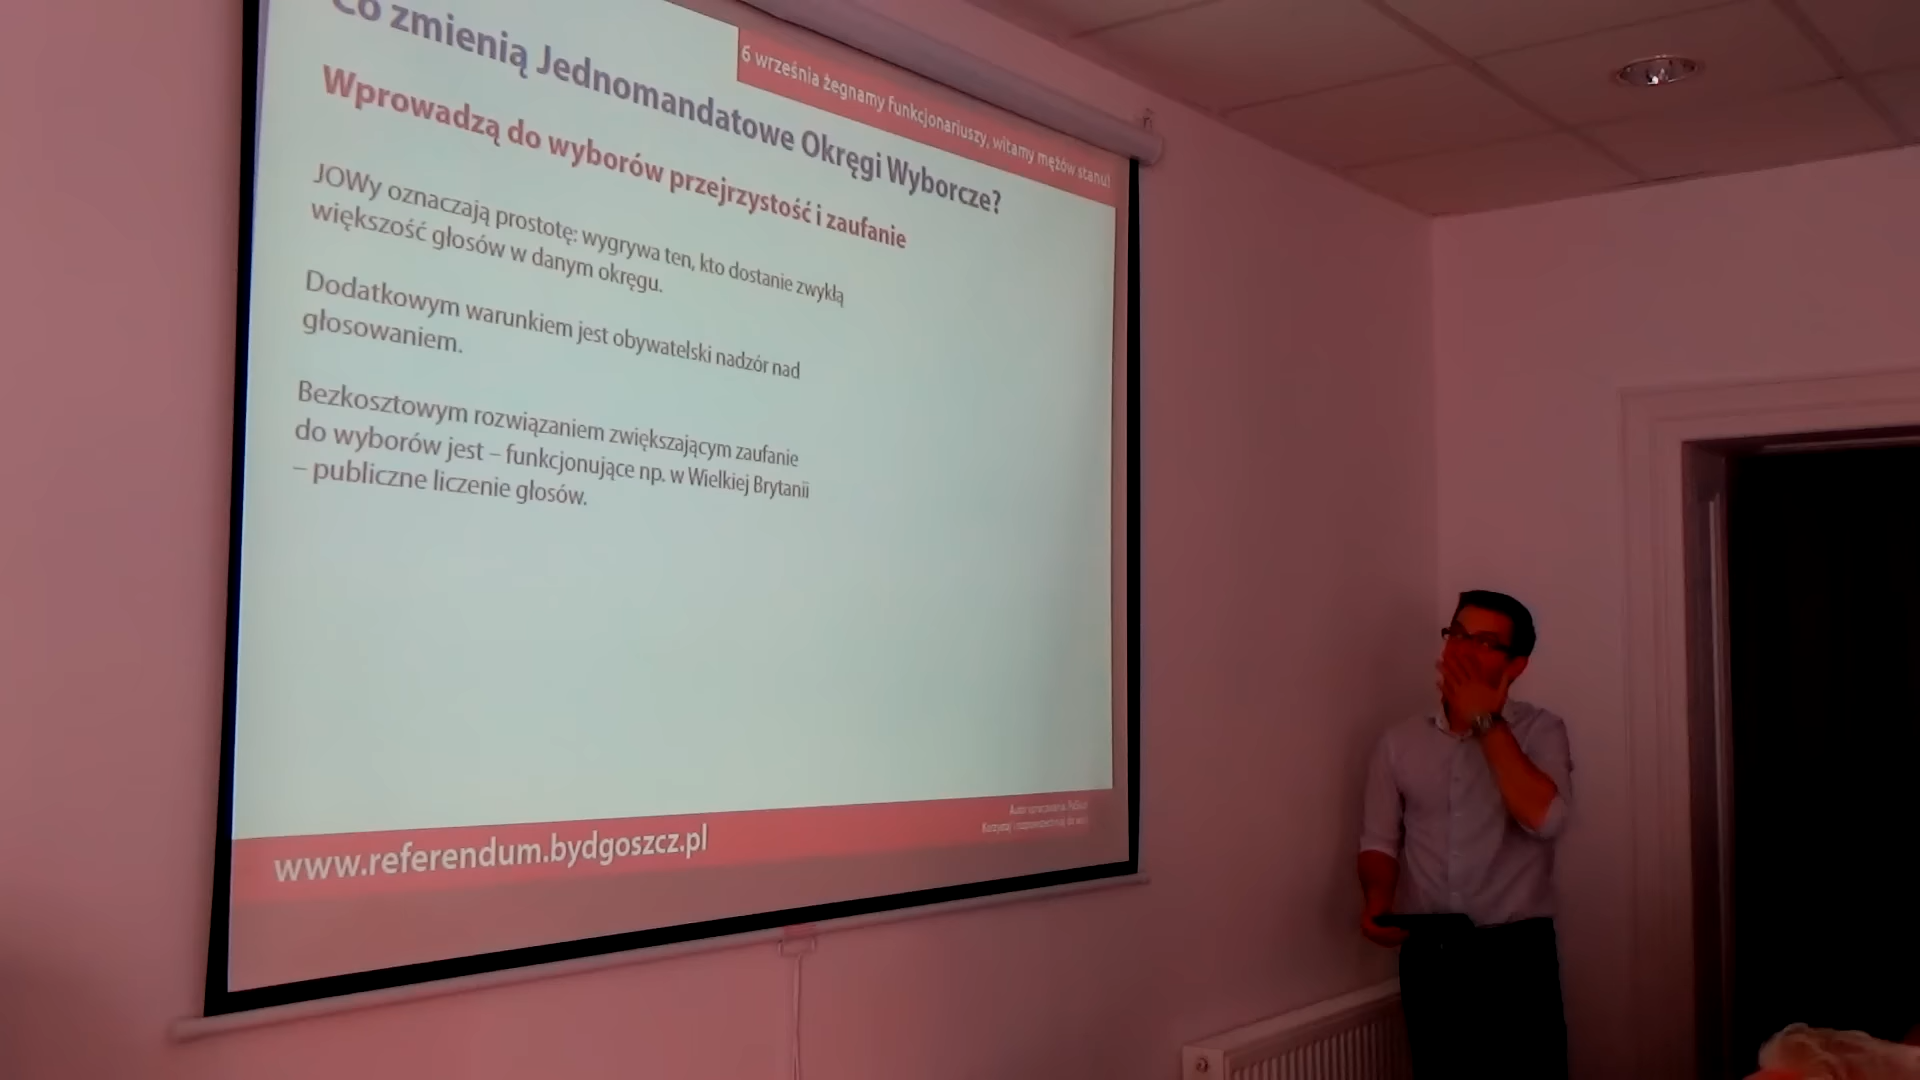 6 września żegnamy funkcjonariuszy, witamy mężów stanu!
Co zmienią Jednomandatowe Okręgi Wyborcze?
Wprowadzą do wyborów przejrzystość i zaufanie
JOWy oznaczają prostotę: wygrywa ten, kto dostanie zwykłą
większość głosów w danym okręgu.
Dodatkowym warunkiem jest obywatelski nadzór nad
głosowaniem.
Bezkosztowym rozwiązaniem zwiększającym zaufanie
do wyborów jest – funkcjonujące np. w Wielkiej Brytanii
– publiczne liczenie głosów.
www.referendum.bydgoszcz.pl